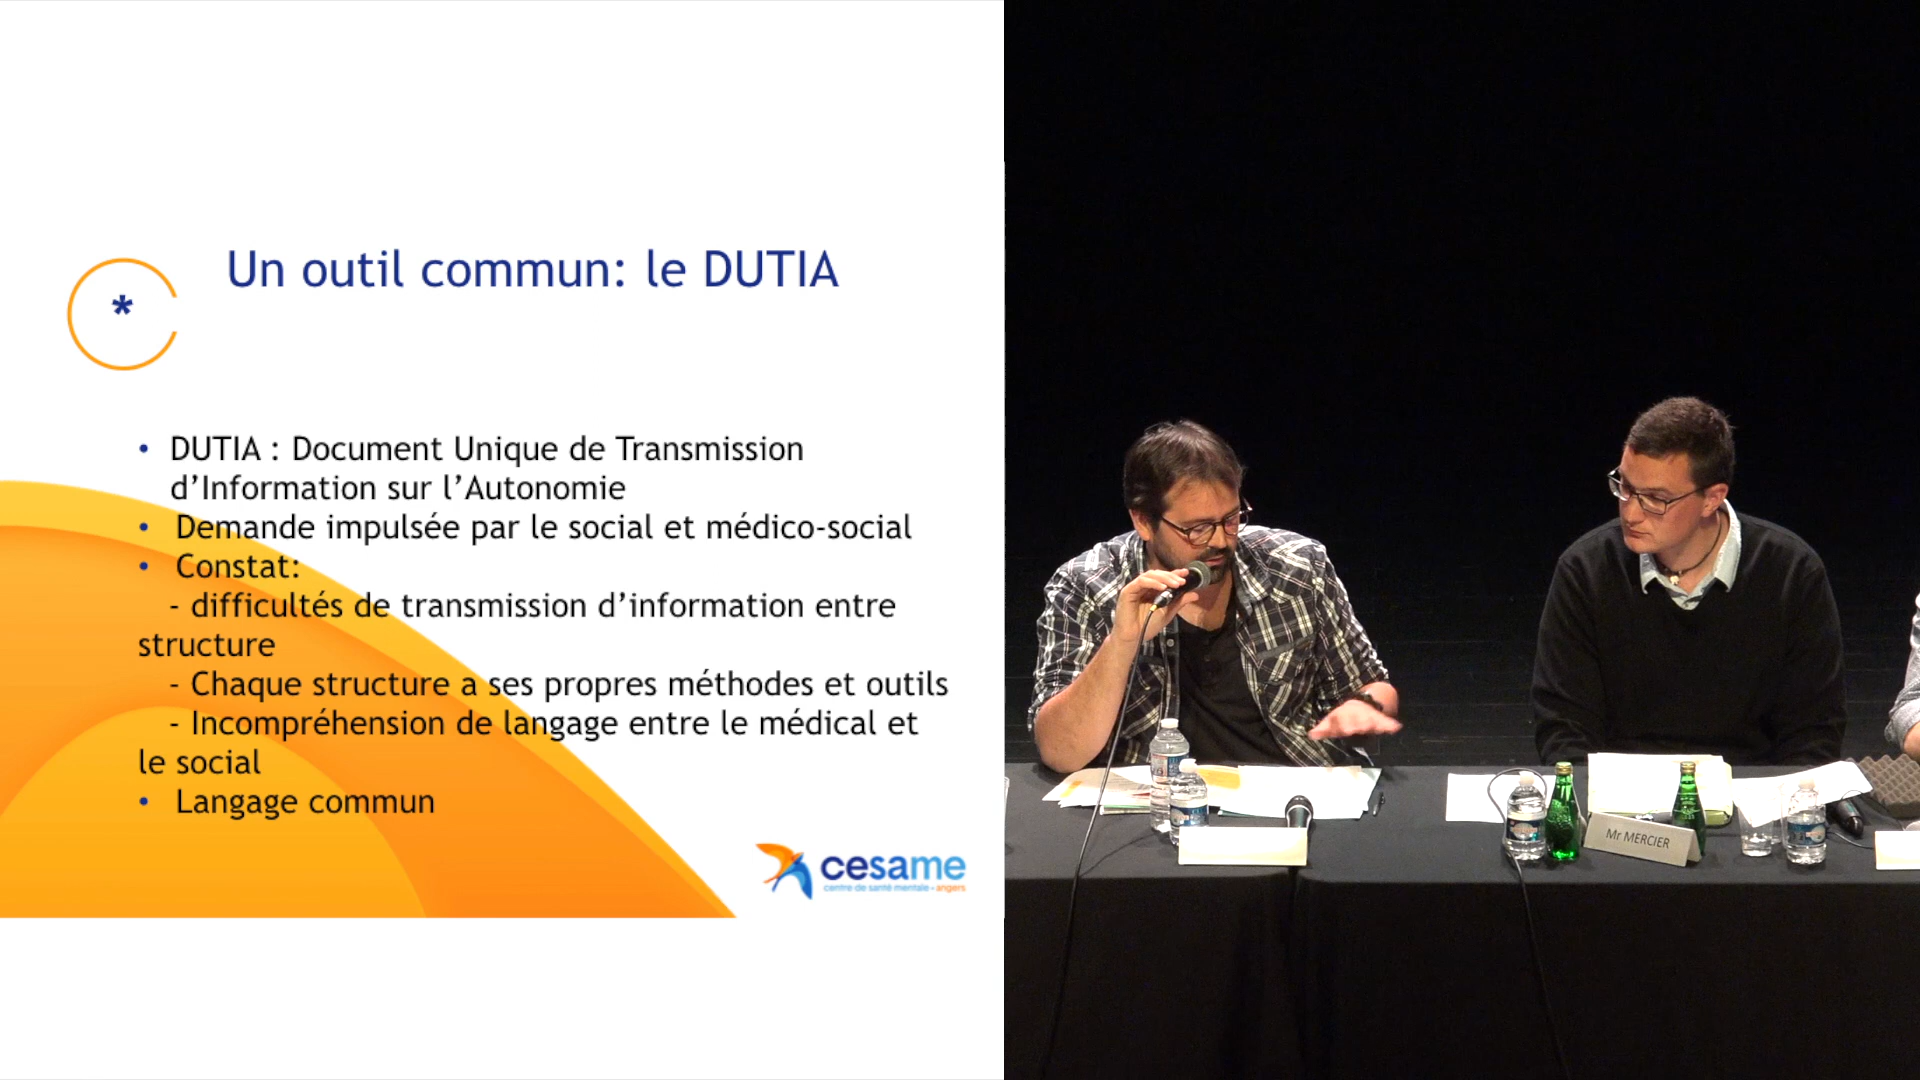 Un outil commun: le DUTIA
*
• DUTIA : Document Unique de Transmission
d’Information sur l’Autonomie
• Demande impulsée par le social et médico-social
• Constat:
- difficultés de transmission d’information entre
structure
- Chaque structure a ses propres méthodes et outils
- Incompréhension de langage entre le médical et
le social
• Langage commun
cesame
centre de santé mentale - angers
Mr MERCIER